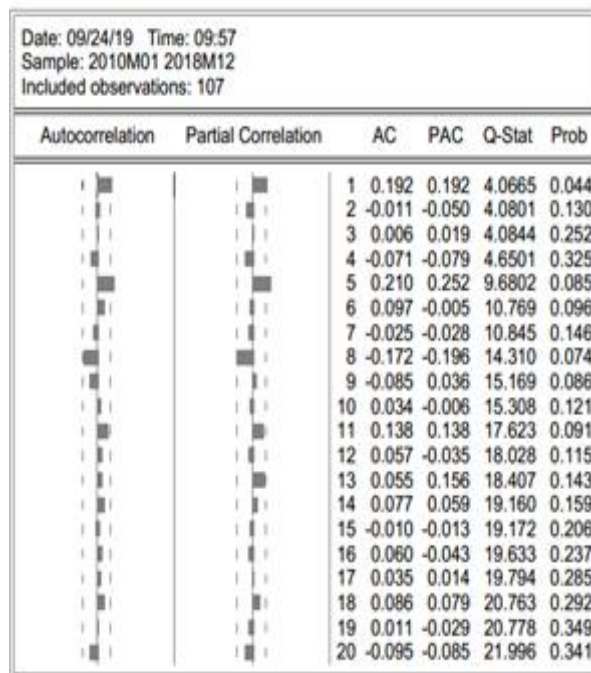 Date: 09/24/19 Time: 09:57
Sample: 2010M01 2018M12
Included observations: 107
Autocorrelation Partial Correlation AC PAC Q-Stat Prob
1 0.192 0.192 4.0665 0.044
2 -0.011 -0.050 4.0801 0.130
3 0.006 0.019 4.0844 0.252
4 -0.071 -0.079 4.6501 0.325
5 0.210 0.252 9.6802 0.085
6 0.097 -0.005 10.769 0.096
7 -0.025 -0.028 10.845 0.146
8 -0.172 -0.196 14.310 0.074
9 -0.085 0.036 15.169 0.086
10 0.034 -0.006 15.308 0.121
11 0.138 0.138 17.623 0.091
12 0.057 -0.035 18.028 0.115
13 0.055 0.156 18.407 0.143
14 0.077 0.059 19.160 0.159
15 -0.010 -0.013 19.172 0.206
16 0.060 -0.043 19.633 0.237
17 0.035 0.014 19.794 0.285
18 0.086 0.079 20.763 0.292
19 0.011 -0.029 20.778 0.349
20 -0.095 -0.085 21.996 0.341